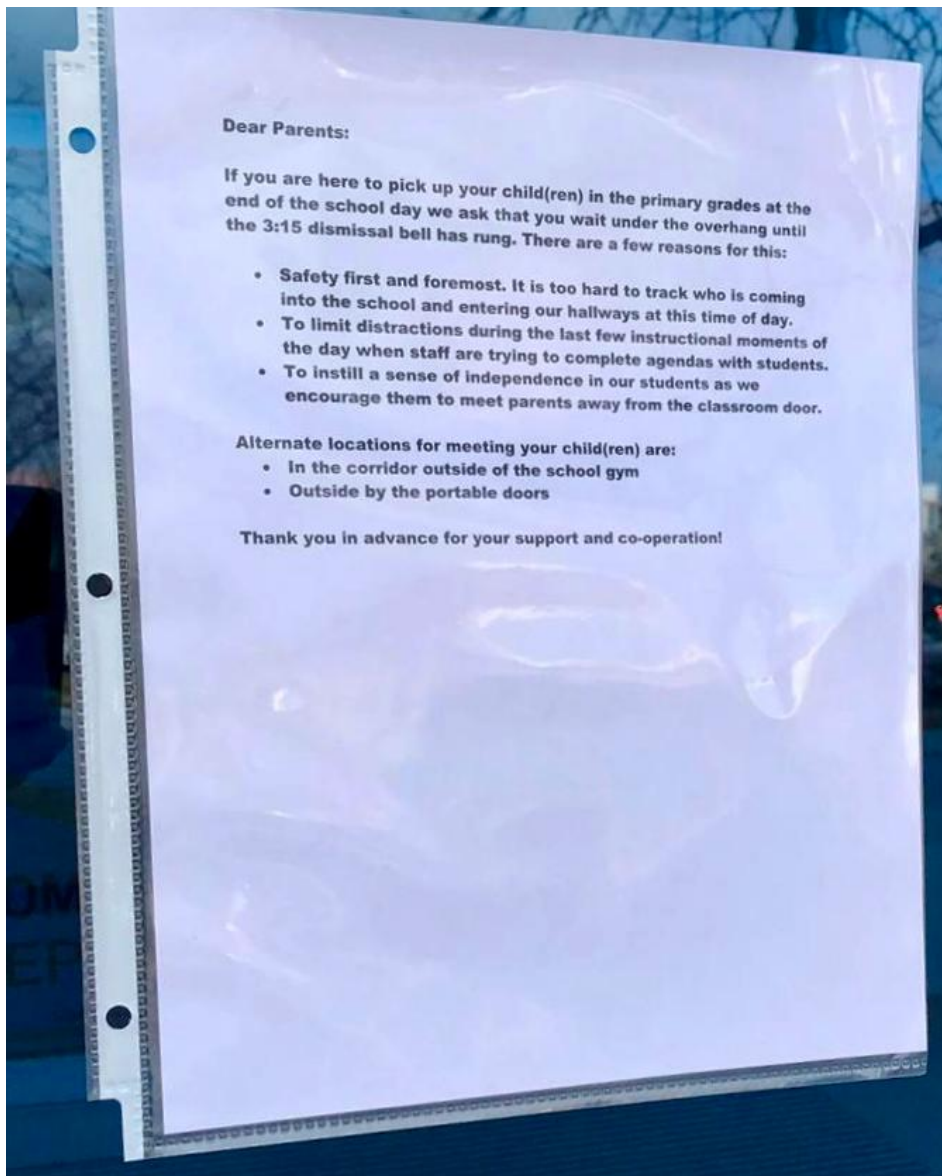 Dear Parents:
If you are here to pick up your child(ren) in the primary grades at the
end of the school day we ask that you wait under the overhang until
the 3:15 dismissal bell has rung. There are a few reasons for this:
• Safety first and foremost. It is too hard to track who is coming
into the school and entering our hallways at this time of day.
• To limit distractions during the last few instructional moments of
the day when staff are trying to complete agendas with students.
• To instill a sense of independence in our students as we
encourage them to meet parents away from the classroom door.
Alternate locations for meeting your child(ren) are:
• In the corridor outside of the school gym
• Outside by the portable doors
Thank you in advance for your support and co-operation!